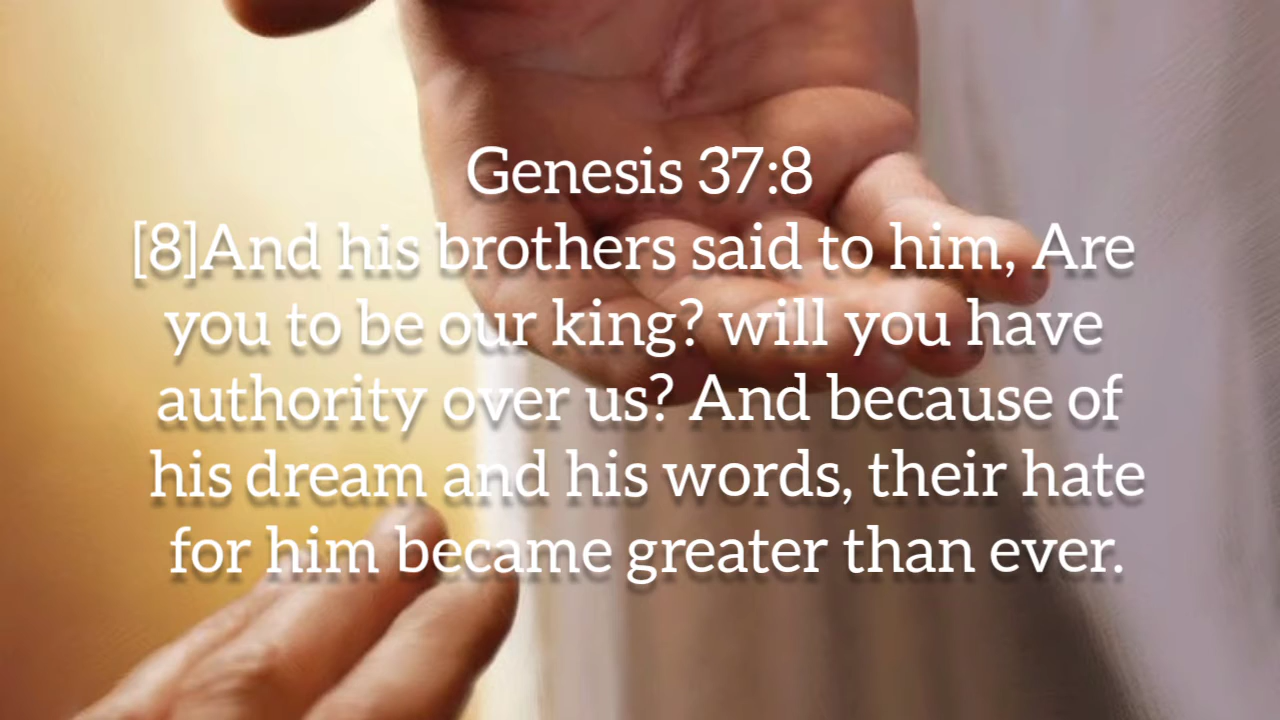 Genesis 37:8
[8]And his brothers said to him, Are
you to be our king? will you have
authority over us? And because of
his dream and his words, their hate
for him became greater than ever.